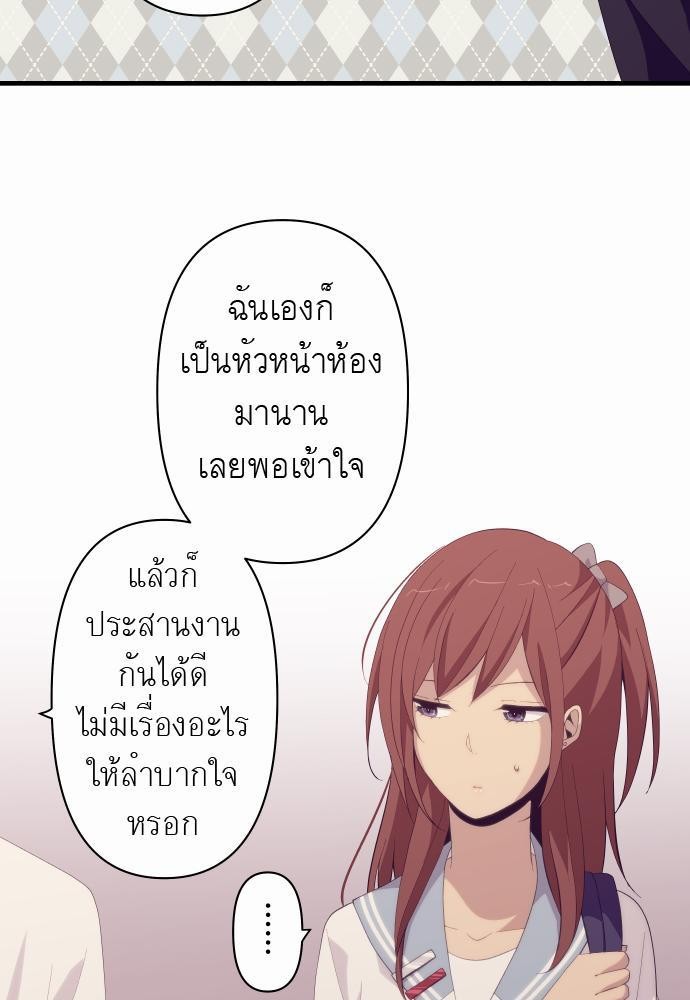 ฉันเองก็
เป็นหัวหน้าห้อง
มานาน
เลยพอเข้าใจ
แล้วก็
ประสานงาน
กันได้ดี
ไม่มีเรื่องอะไร
ให้ลำบากใจ
หรอก
......